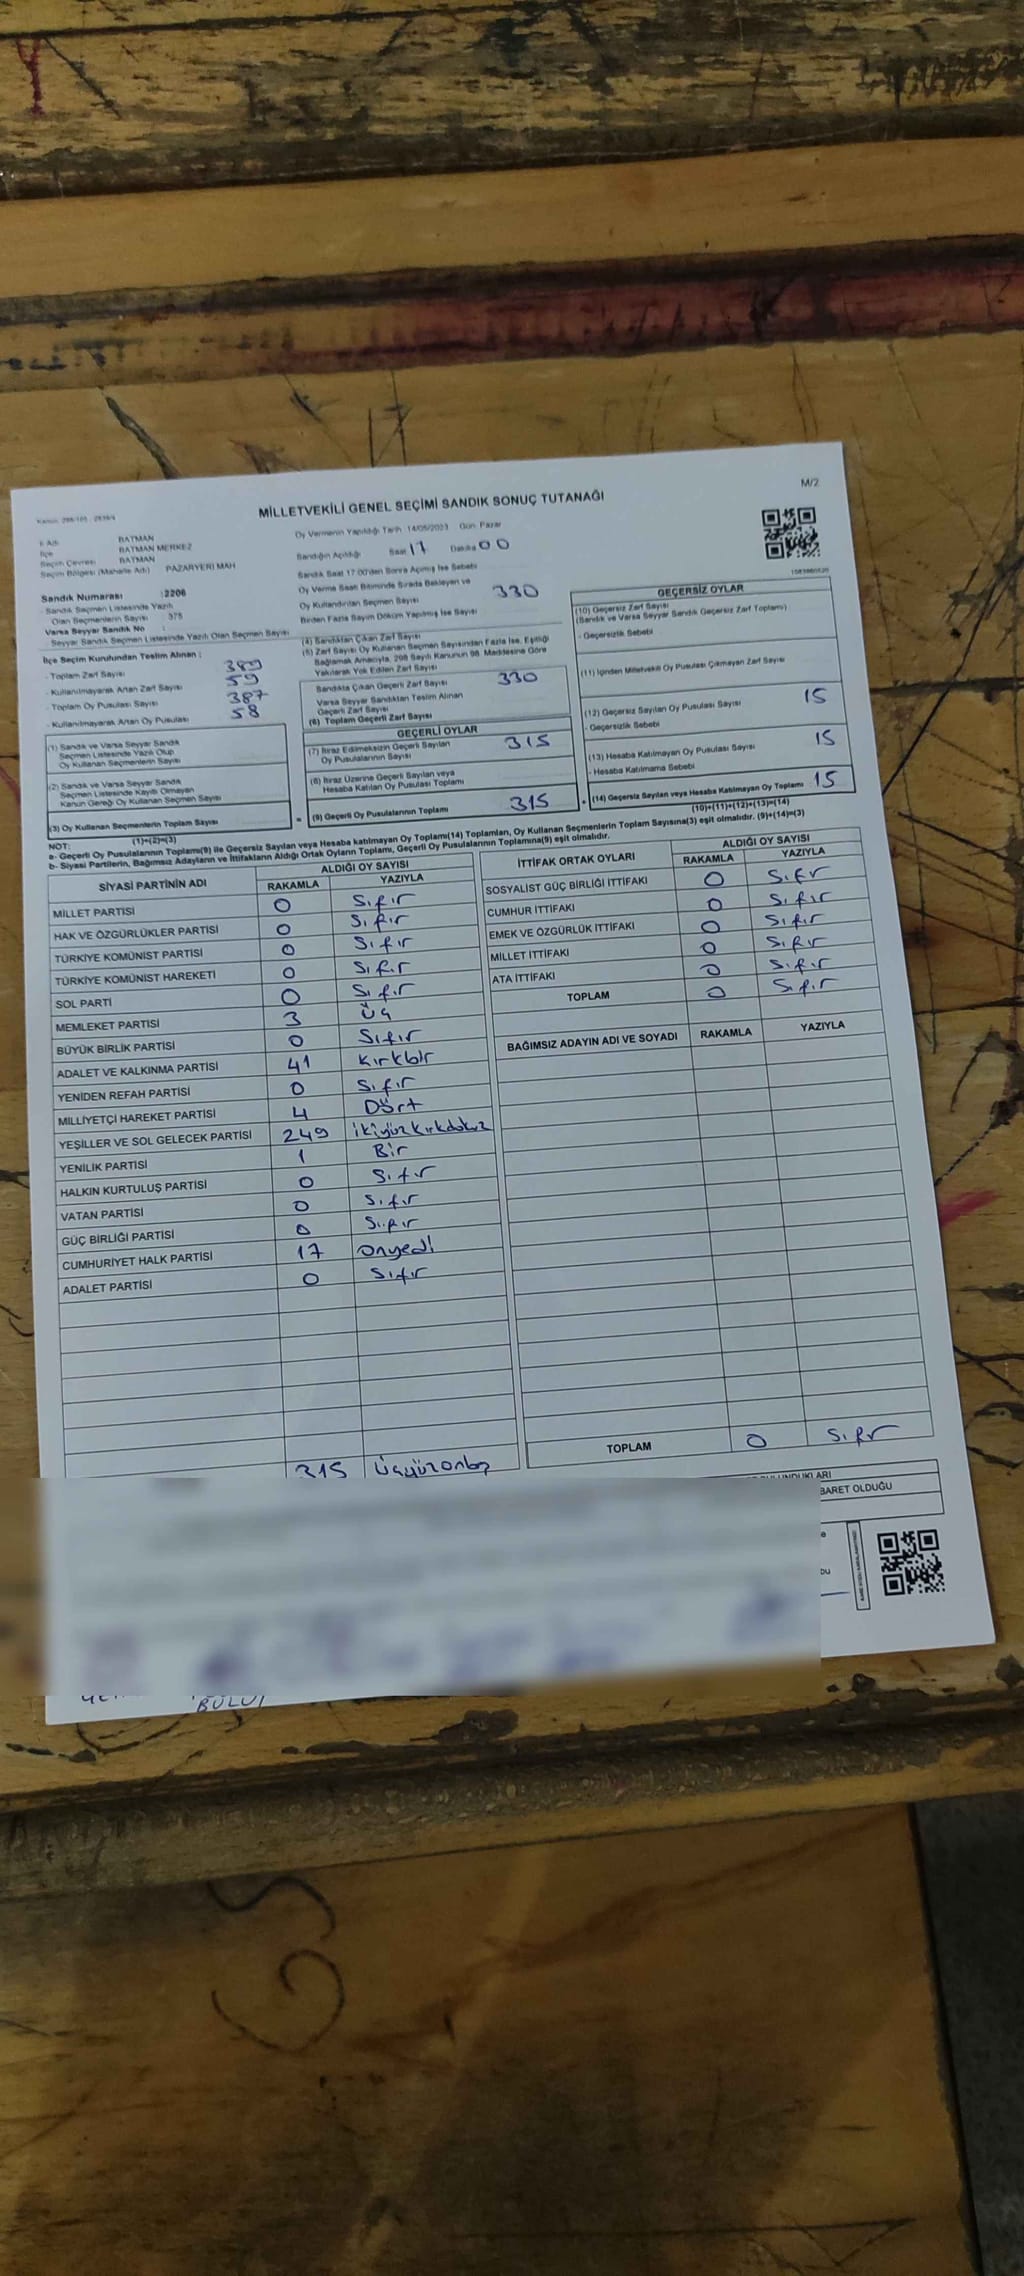 M/2
MİLLETVEKİLİ GENEL SEÇİMİ SANDIK SONUÇ TUTANAĞI
İl Adı BATMAN
İlçe BATMAN MERKEZ
Seçim Çevresi BATMAN
Seçim Bölgesi (Mahalle Adı) PAZARYERİ MAH
Oy Vermenin Yapıldığı Tarih 14/05/2023 Gün Pazar
Sandığın Açıldığı Saat 17 Dakika 00
Sandık Saat 17.00'den Sonra Açılmış İse Sebebi
Oy Verme Saati Bitiminde Sırada Bekleyen ve
Oy Kullandırılan Seçmen Sayısı 330
Birden Fazla Sayım Döküm Yapılmış İse Sayısı
Sandık Numarası : 2206
- Sandık Seçmen Listesinde Yazılı
Olan Seçmenlerin Sayısı : 375
Varsa Seyyar Sandık No :
Seyyar Sandık Seçmen Listesinde Yazılı Olan Seçmen Sayısı
İlçe Seçim Kurulundan Teslim Alınan :
- Toplam Zarf Sayısı 389
- Kullanılmayarak Artan Zarf Sayısı 59
- Toplam Oy Pusulası Sayısı 387
- Kullanılmayarak Artan Oy Pusulası 58
(1) Sandık ve Varsa Seyyar Sandık
Seçmen Listesinde Yazılı Olup
Oy Kullanan Seçmenlerin Sayısı
(2) Sandık ve Varsa Seyyar Sandık
Seçmen Listesinde Kayıtlı Olmayan
Kanun Gereği Oy Kullanan Seçmen Sayısı
(3) Oy Kullanan Seçmenlerin Toplam Sayısı
(1)+(2)=(3)
(4) Sandıktan Çıkan Zarf Sayısı
(5) Zarf Sayısı Oy Kullanan Seçmen Sayısından Fazla İse, Eşitliği
Sağlamak Amacıyla, 298 Sayılı Kanunun 98. Maddesine Göre
Yakılarak Yok Edilen Zarf Sayısı
Sandıkta Çıkan Geçerli Zarf Sayısı 330
Varsa Seyyar Sandıktan Teslim Alınan
Geçerli Zarf Sayısı
(6) Toplam Geçerli Zarf Sayısı
GEÇERLİ OYLAR
(7) İtiraz Edilmeksizin Geçerli Sayılan
Oy Pusulalarının Sayısı 315
(8) İtiraz Üzerine Geçerli Sayılan veya
Hesaba Katılan Oy Pusulası Toplamı
(9) Geçerli Oy Pusulalarının Toplamı 315
GEÇERSİZ OYLAR
(10) Geçersiz Zarf Sayısı
(Sandık ve Varsa Seyyar Sandık Geçersiz Zarf Toplamı)
- Geçersizlik Sebebi
(11) İçinden Milletvekili Oy Pusulası Çıkmayan Zarf Sayısı
(12) Geçersiz Sayılan Oy Pusulası Sayısı 15
- Geçersizlik Sebebi
(13) Hesaba Katılmayan Oy Pusulası Sayısı 15
- Hesaba Katılmama Sebebi
(14) Geçersiz Sayılan veya Hesaba Katılmayan Oy Toplamı 15
(10)+(11)+(12)+(13)=(14)
NOT:
a- Geçerli Oy Pusulalarının Toplamı(9) ile Geçersiz Sayılan veya Hesaba katılmayan Oy Toplamı(14) Toplamları, Oy Kullanan Seçmenlerin Toplam Sayısına(3) eşit olmalıdır. (9)+(14)=(3)
b- Siyasi Partilerin, Bağımsız Adayların ve İttifakların Aldığı Ortak Oyların Toplamı, Geçerli Oy Pusulalarının Toplamına(9) eşit olmalıdır.
SİYASİ PARTİNİN ADI ALDIĞI OY SAYISI
RAKAMLA YAZIYLA
MİLLET PARTİSİ 0 Sıfır
HAK VE ÖZGÜRLÜKLER PARTİSİ 0 Sıfır
TÜRKİYE KOMÜNİST PARTİSİ 0 Sıfır
TÜRKİYE KOMÜNİST HAREKETİ 0 Sıfır
SOL PARTİ 0 Sıfır
MEMLEKET PARTİSİ 3 Üç
BÜYÜK BİRLİK PARTİSİ 0 Sıfır
ADALET VE KALKINMA PARTİSİ 41 Kırkbir
YENİDEN REFAH PARTİSİ 0 Sıfır
MİLLİYETÇİ HAREKET PARTİSİ 4 Dört
YEŞİLLER VE SOL GELECEK PARTİSİ 249 ikiyüzkırkdokuz
YENİLİK PARTİSİ 1 Bir
HALKIN KURTULUŞ PARTİSİ 0 Sıfır
VATAN PARTİSİ 0 Sıfır
GÜÇ BİRLİĞİ PARTİSİ 0 Sıfır
CUMHURİYET HALK PARTİSİ 17 onyedi
ADALET PARTİSİ 0 Sıfır
315 Üçyüzonbeş
İTTİFAK ORTAK OYLARI ALDIĞI OY SAYISI
RAKAMLA YAZIYLA
SOSYALİST GÜÇ BİRLİĞİ İTTİFAKI 0 Sıfır
CUMHUR İTTİFAKI 0 Sıfır
EMEK VE ÖZGÜRLÜK İTTİFAKI 0 Sıfır
MİLLET İTTİFAKI 0 Sıfır
ATA İTTİFAKI 0 Sıfır
TOPLAM 0 Sıfır
BAĞIMSIZ ADAYIN ADI VE SOYADI RAKAMLA YAZIYLA
TOPLAM 0 Sıfır
BARET OLDUĞU
BULUT
GS